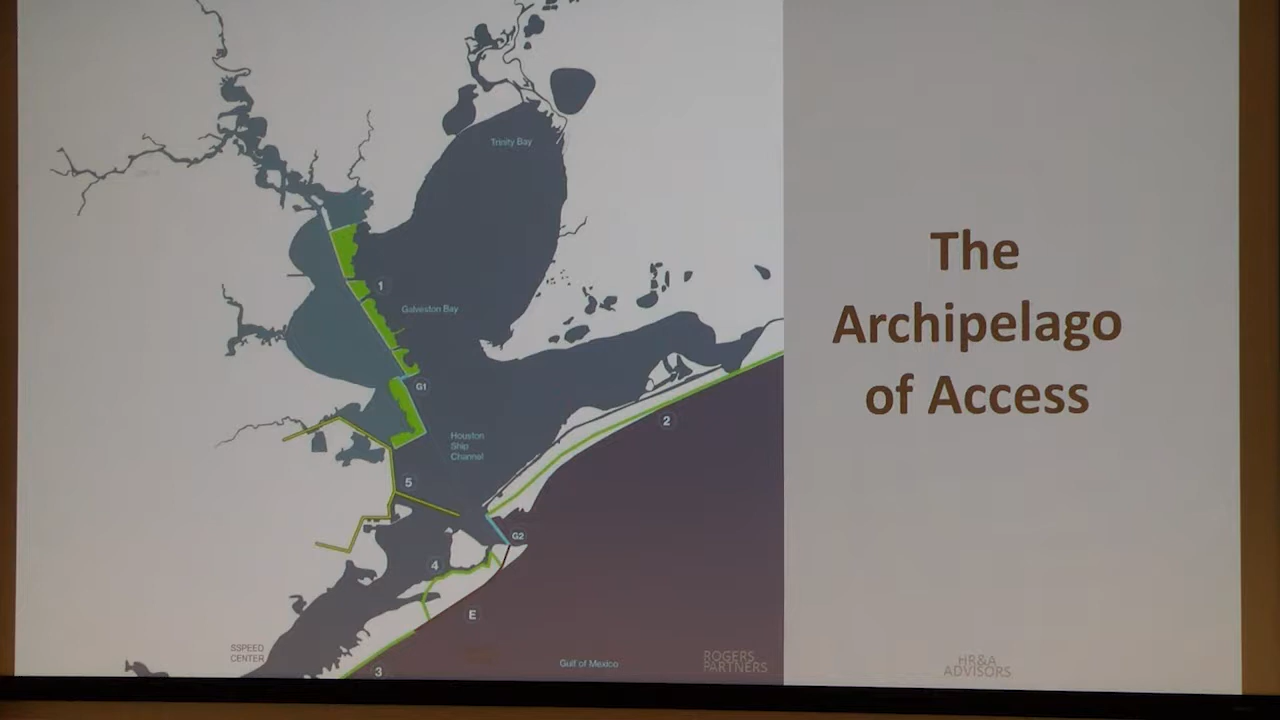 Trinity Bay
1
Galveston Bay
G1
2
Houston
Ship
Channel
5
G2
4
E
3
Gulf of Mexico
SSPEED
CENTER
ROGERS
PARTNERS
The
Archipelago
of Access
HR&A
ADVISORS